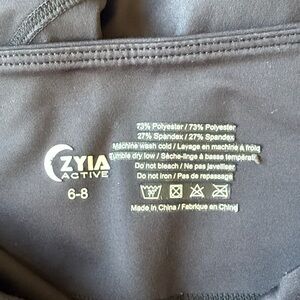 ZYIA
ACTIVE
6-8
73% Polyester / 73% Polyester
27% Spandex / 27% Spandex
Machine wash cold / Lavage en machine à froid
Tumble dry low / Sèche-linge à basse température
Do not bleach / Ne pas javelliser
Do not iron / Pas de repassage
Made in China / Fabrique en China